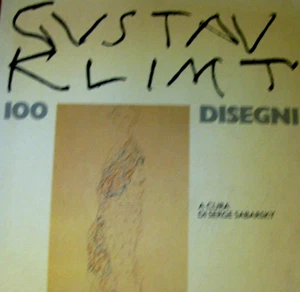 GUSTAV
KLIMT
100 DISEGNI
A CURA
DI SERGE SABARSKY